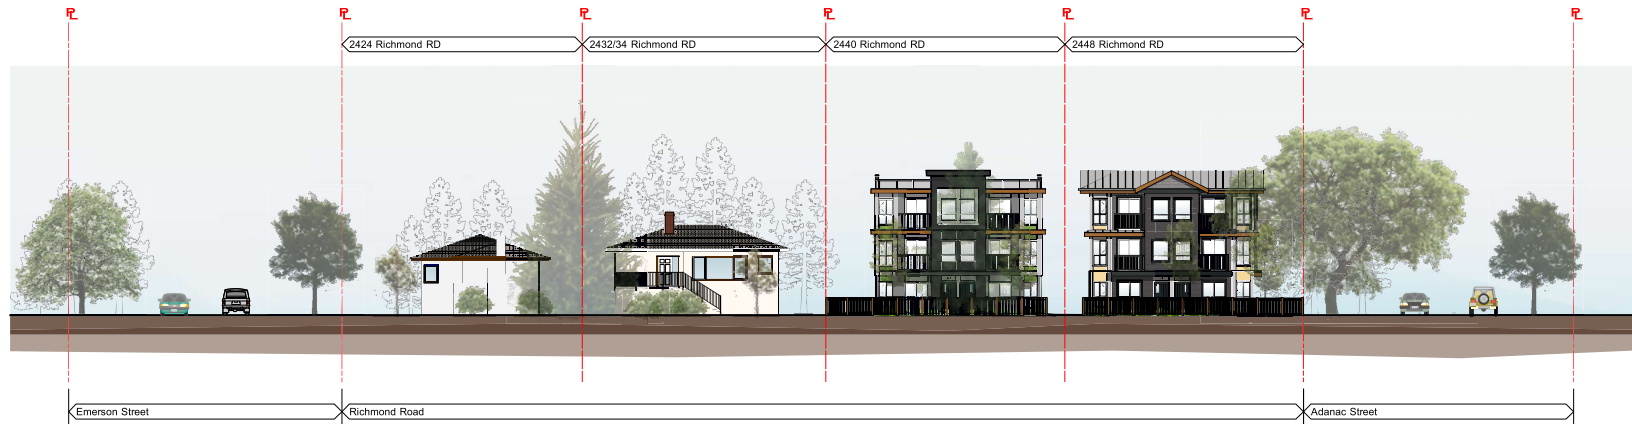 PL PL PL PL PL PL PL
2424 Richmond RD 2432/34 Richmond RD 2440 Richmond RD 2448 Richmond RD
Emerson Street Richmond Road Adanac Street